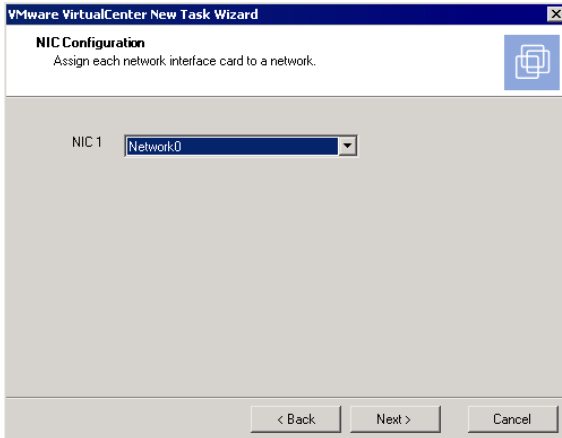 VMware VirtualCenter New Task Wizard
NIC Configuration
Assign each network interface card to a network.
NIC 1 Network0
< Back Next > Cancel